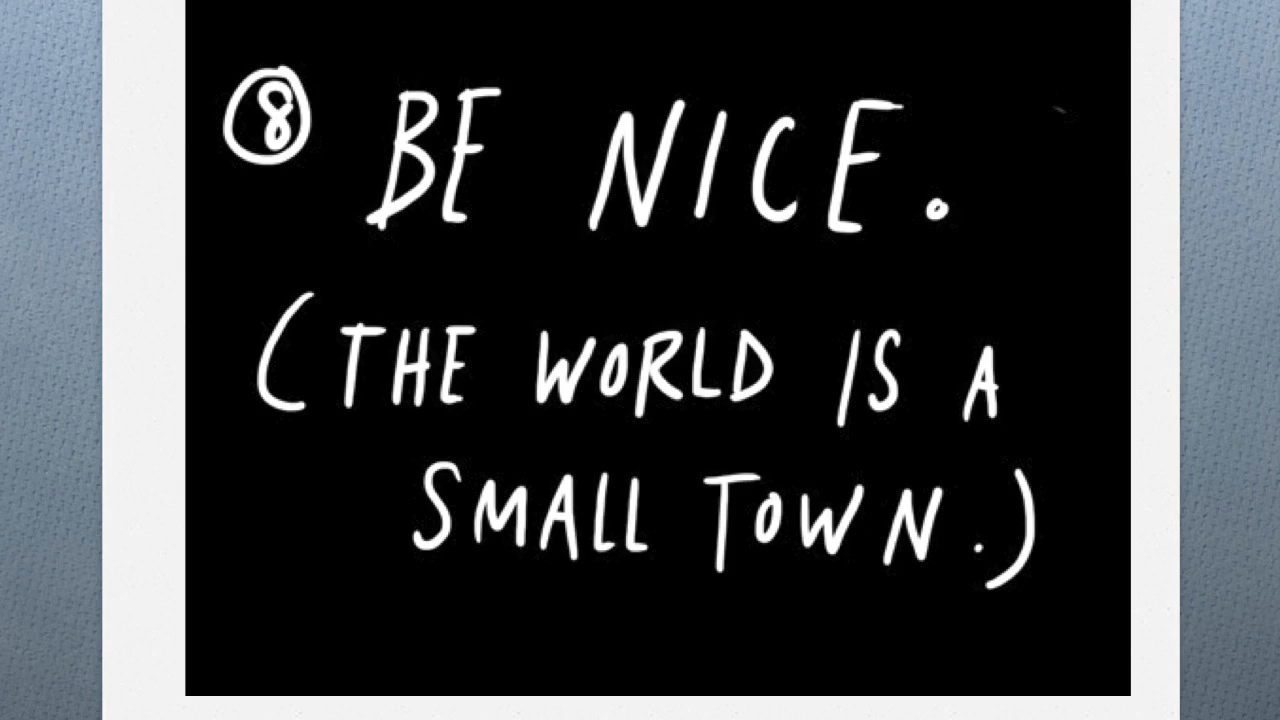 ⑧ BE NICE.
(THE WORLD IS A
SMALL TOWN.)